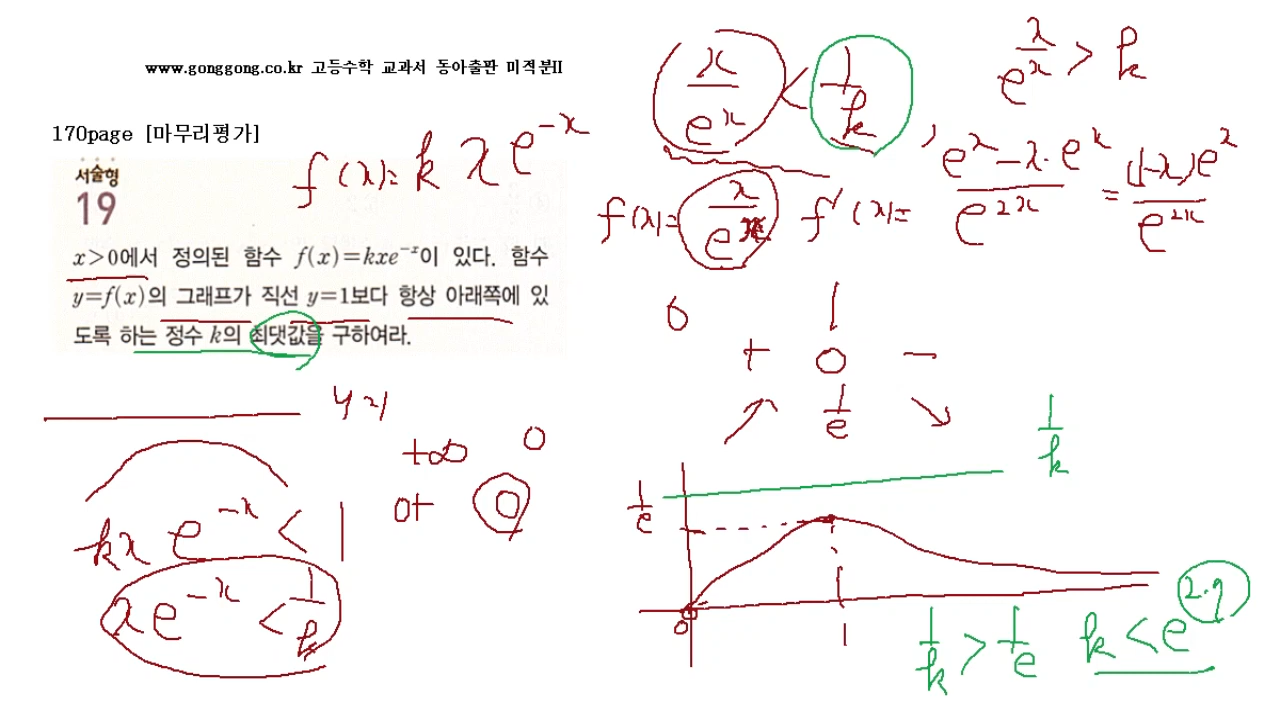 www.gonggong.co.kr 고등수학 교과서 동아출판 미적분II
170page [마무리평가]
서술형
19
f(x)=kxe^{-x}
x>0에서 정의된 함수 f(x)=kxe^{-x}이 있다. 함수
y=f(x)의 그래프가 직선 y=1보다 항상 아래쪽에 있
도록 하는 정수 k의 최댓값을 구하여라.
y=1
+∞ 0
0+ 0
kx e^{-x} < 1
xe^{-x} < 1/k
x/e^x < 1/k
x/e^x > k
f(x)= x/e^x f'(x)= (e^x - x·e^x)/e^{2x} = (1-x)e^x/e^{2x}
0 1
+ 0 -
↗ 1/e ↘
1/k
1/e
0 1
1/k > 1/e k < e